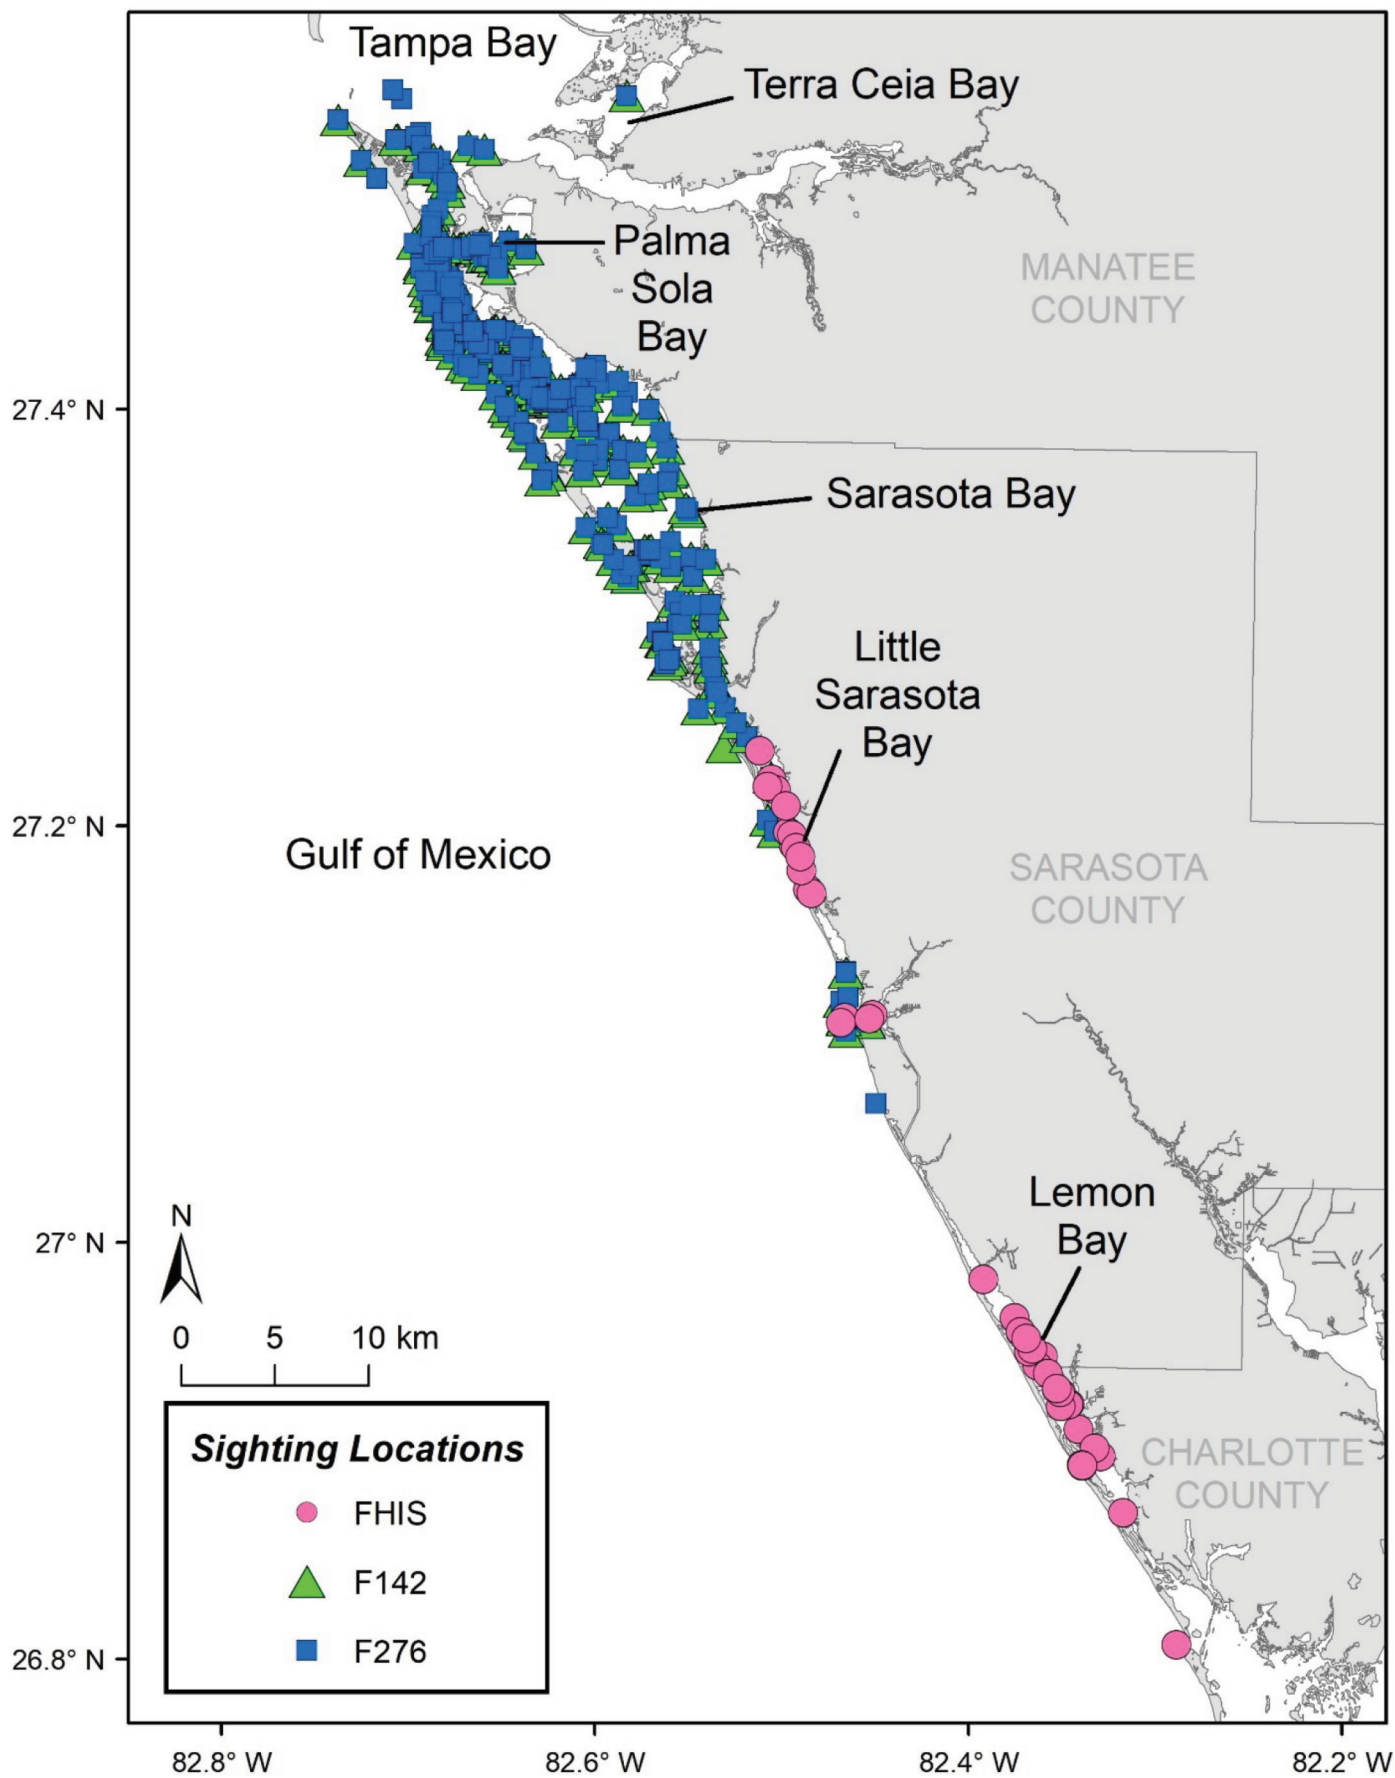 Tampa Bay
Terra Ceia Bay
Palma
Sola
Bay
MANATEE
COUNTY
27.4° N
Sarasota Bay
Little
Sarasota
Bay
27.2° N
Gulf of Mexico
SARASOTA
COUNTY
Lemon
Bay
N
27° N
0 5 10 km
Sighting Locations
FHIS
F142
F276
CHARLOTTE
COUNTY
26.8° N
82.8° W 82.6° W 82.4° W 82.2° W